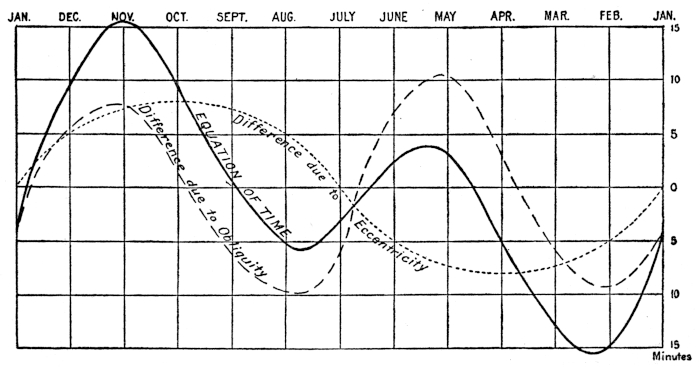 JAN. DEC. NOV. OCT. SEPT. AUG. JULY JUNE MAY APR. MAR. FEB. JAN.
15
10
5
0
5
10
15
Minutes
EQUATION OF TIME
Difference due to Obliquity
Difference due to Eccentricity